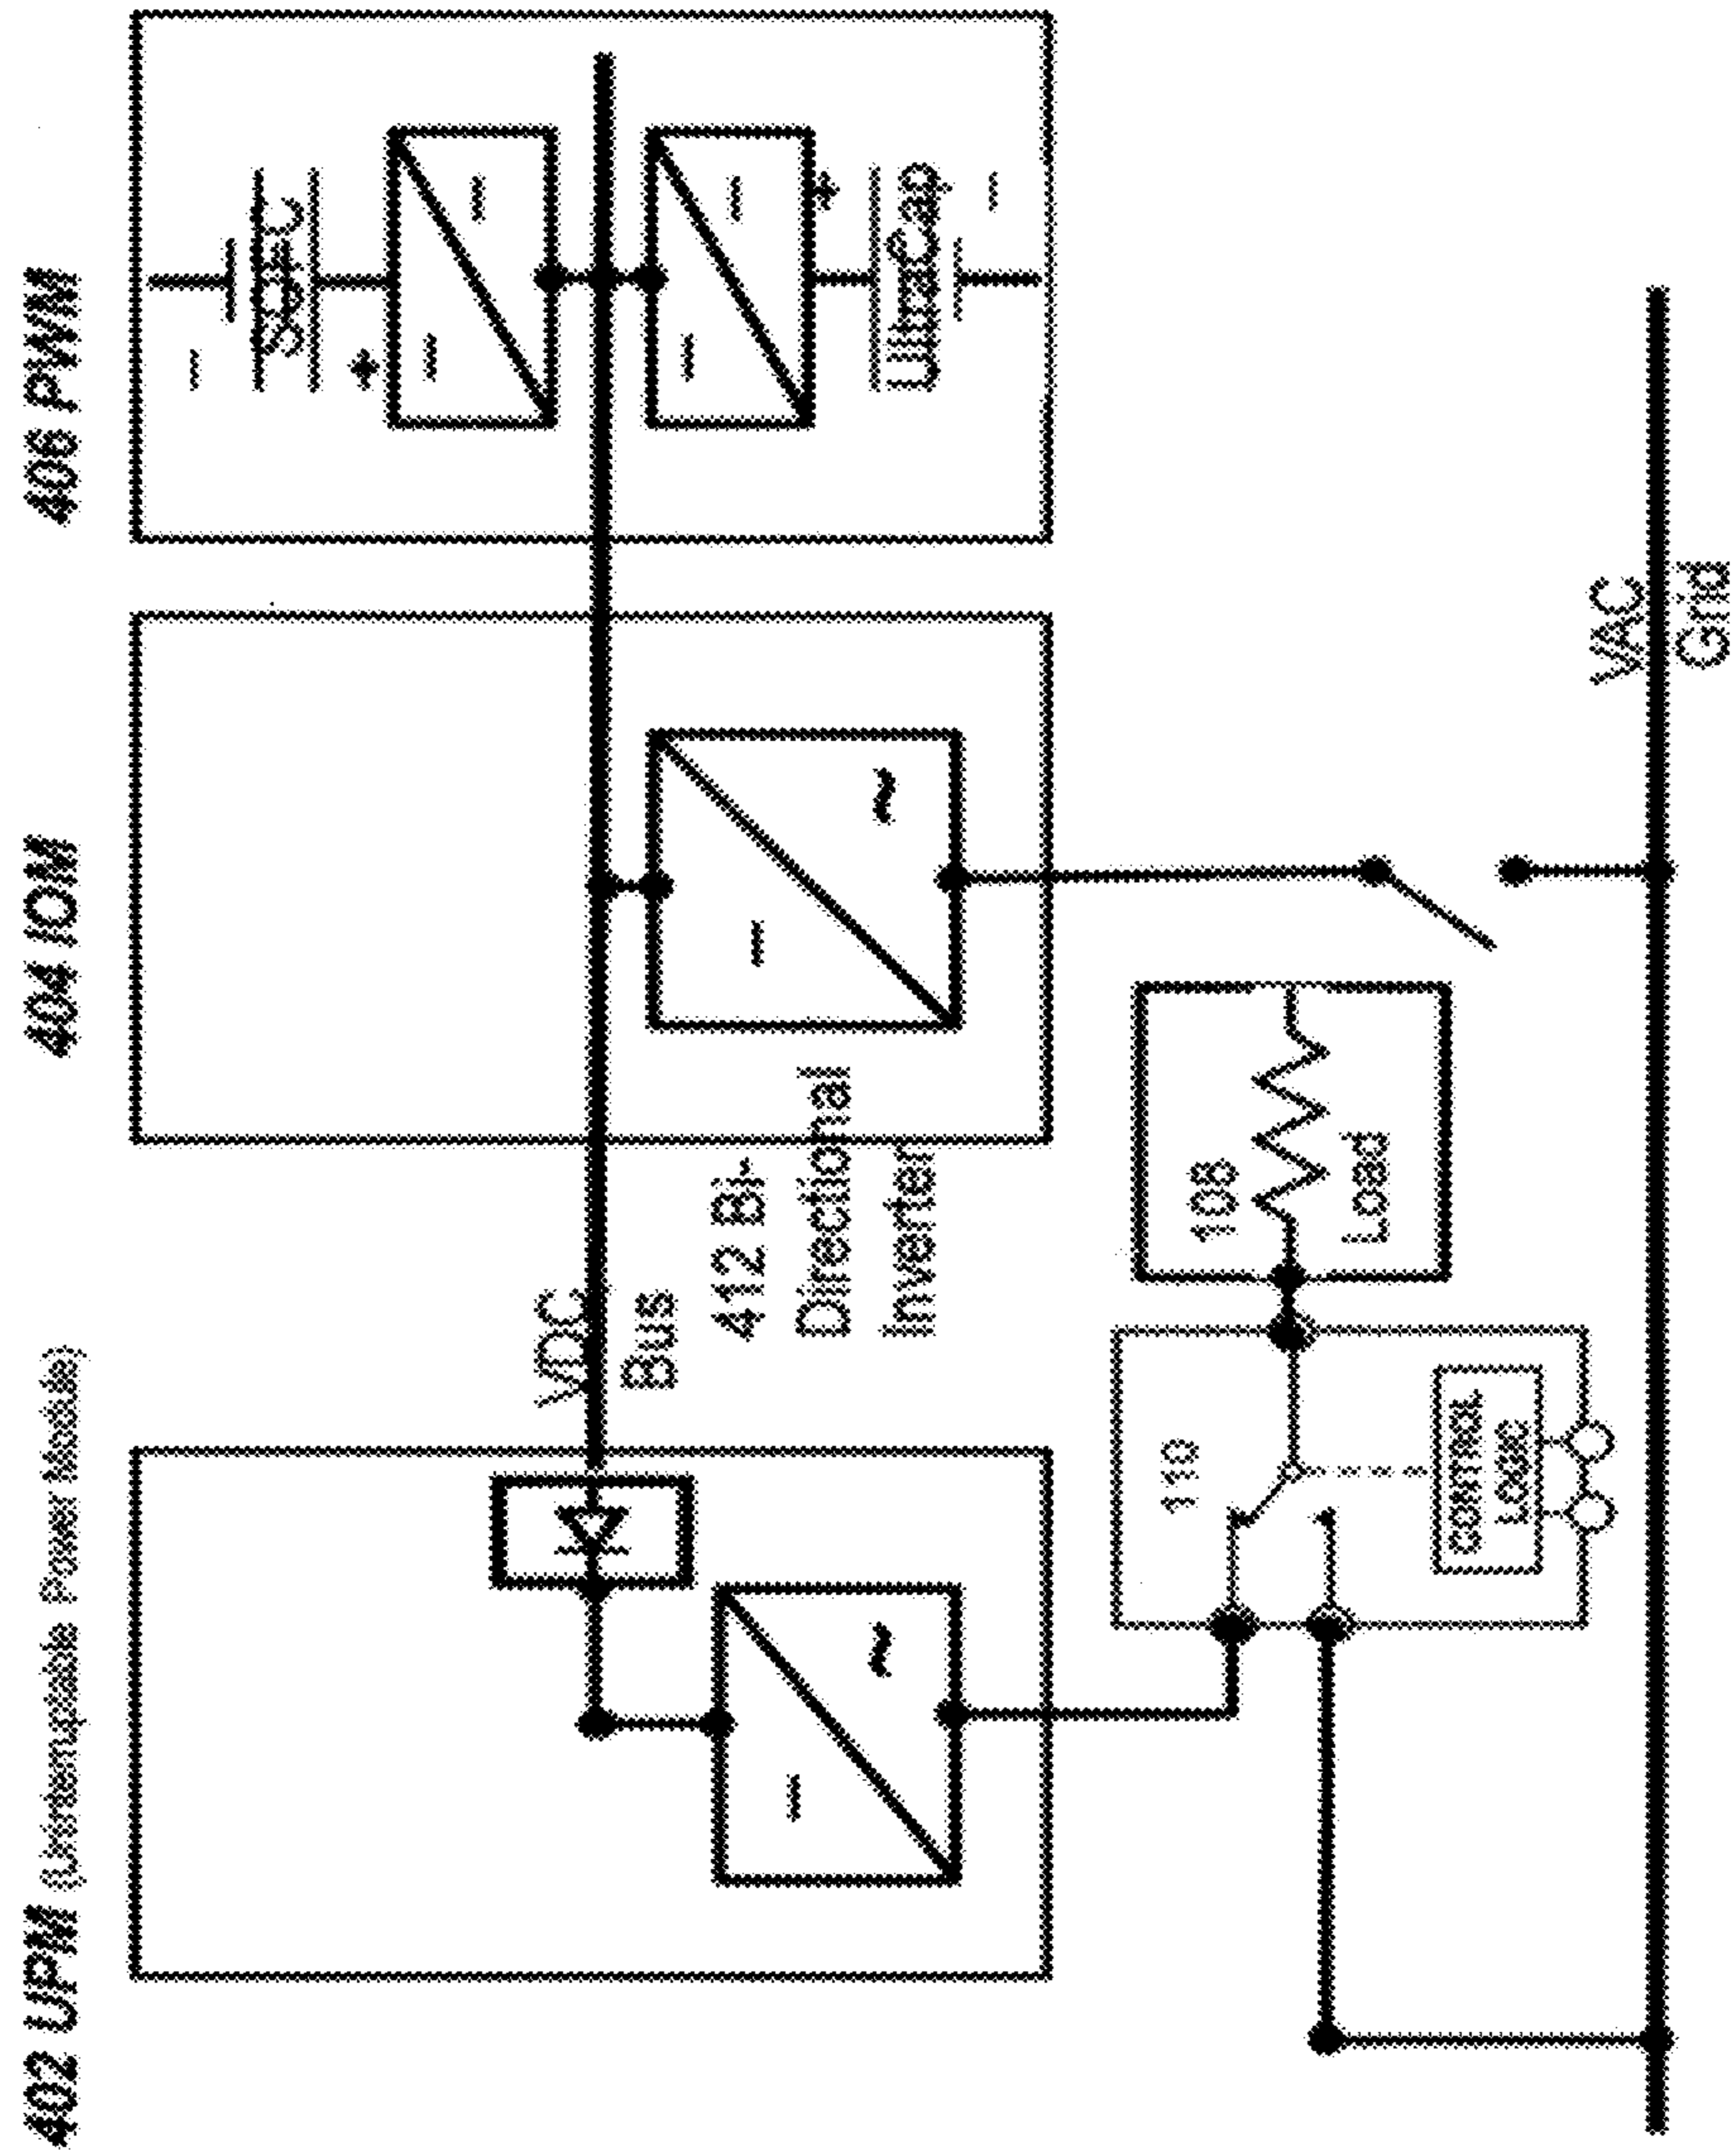 402 UPM (Uninterruptable Power Module)
404 IOM
406 PWM
SOFC
VDC
Bus
412 Bi-
Directional
Inverter
UltraCap
110
108
Load
CONTROL
LOGIC
VAC
Grid